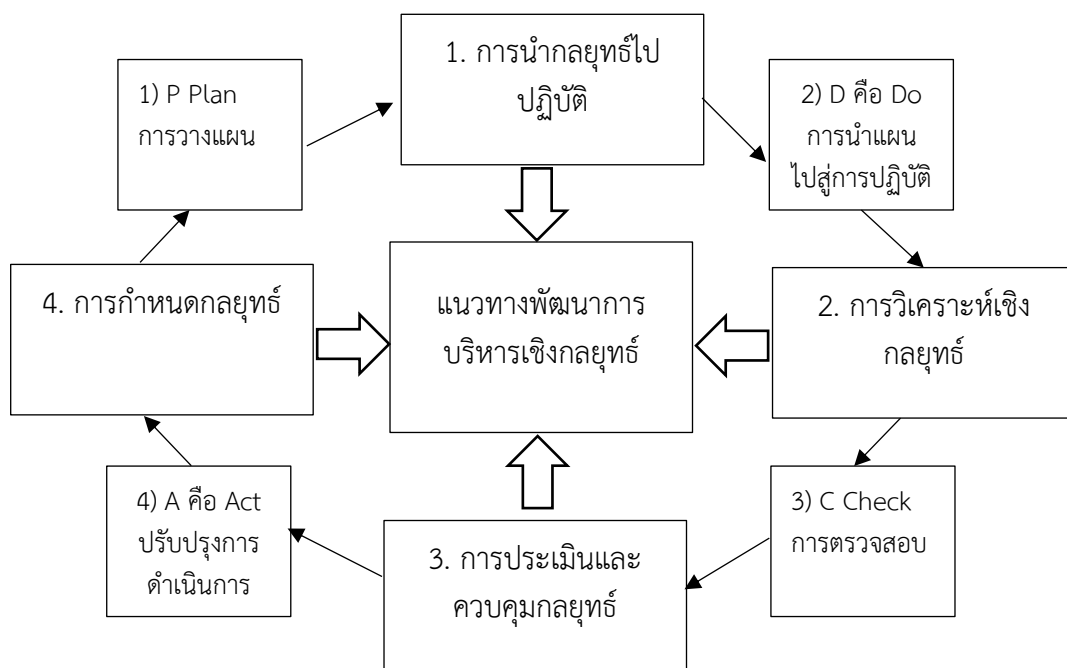 1. การนำกลยุทธ์ไป
ปฏิบัติ
1) P Plan
การวางแผน
2) D คือ Do
การนำแผน
ไปสู่การปฏิบัติ
4. การกำหนดกลยุทธ์
แนวทางพัฒนาการ
บริหารเชิงกลยุทธ์
2. การวิเคราะห์เชิง
กลยุทธ์
4) A คือ Act
ปรับปรุงการ
ดำเนินการ
3. การประเมินและ
ควบคุมกลยุทธ์
3) C Check
การตรวจสอบ